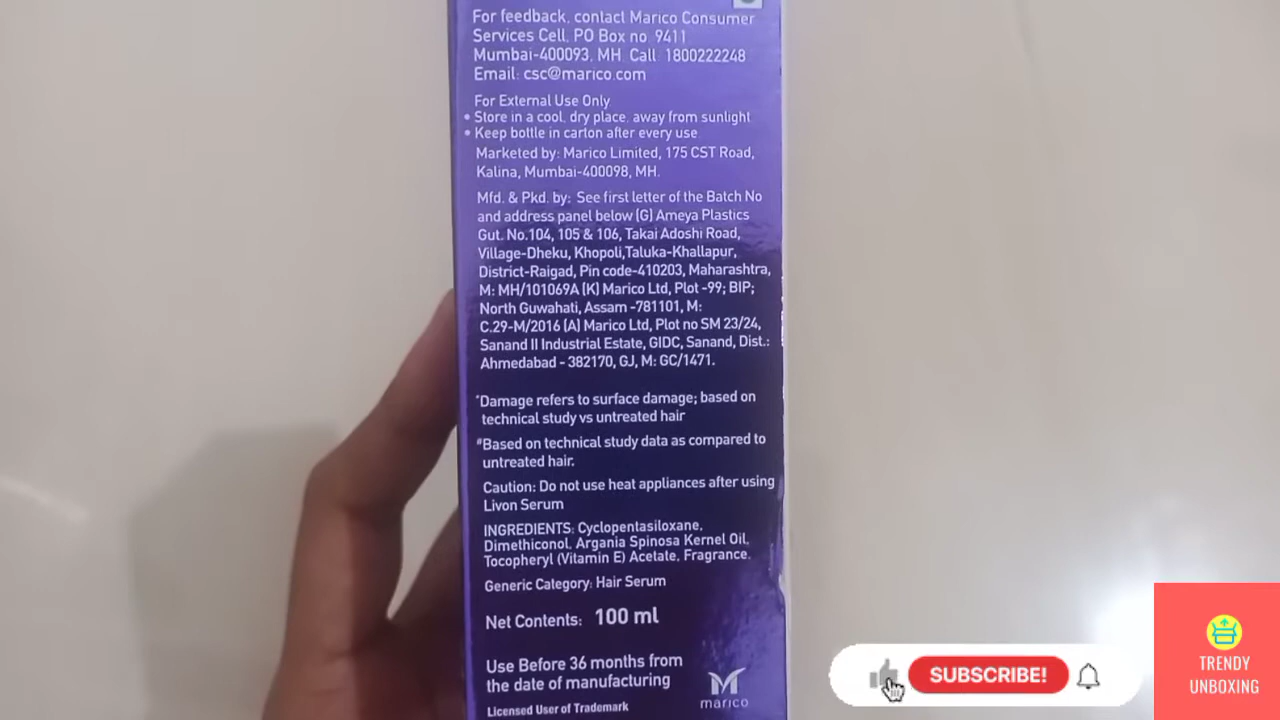 For feedback, contact Marico Consumer
Services Cell, PO Box no. 9411
Mumbai-400093, MH. Call 1800222248
Email: csc@marico.com
For External Use Only
• Store in a cool, dry place, away from sunlight
• Keep bottle in carton after every use
Marketed by: Marico Limited, 175 CST Road,
Kalina, Mumbai-400098, MH.
Mfd. & Pkd. by: See first letter of the Batch No
and address panel below (G) Ameya Plastics
Gut. No.104, 105 & 106, Takai Adoshi Road,
Village-Dheku, Khopoli,Taluka-Khallapur,
District-Raigad, Pin code-410203, Maharashtra,
M: MH/101069A (K) Marico Ltd, Plot -99; BIP;
North Guwahati, Assam -781101, M:
C.29-M/2016 (A) Marico Ltd, Plot no SM 23/24,
Sanand II Industrial Estate, GIDC, Sanand, Dist.:
Ahmedabad - 382170, GJ, M: GC/1471.
*Damage refers to surface damage; based on
technical study vs untreated hair
#Based on technical study data as compared to
untreated hair.
Caution: Do not use heat appliances after using
Livon Serum
INGREDIENTS: Cyclopentasiloxane,
Dimethiconol, Argania Spinosa Kernel Oil,
Tocopheryl (Vitamin E) Acetate, Fragrance.
Generic Category: Hair Serum
Net Contents: 100 ml
Use Before 36 months from
the date of manufacturing
marico
Licensed User of Trademark
SUBSCRIBE!
TRENDY
UNBOXING